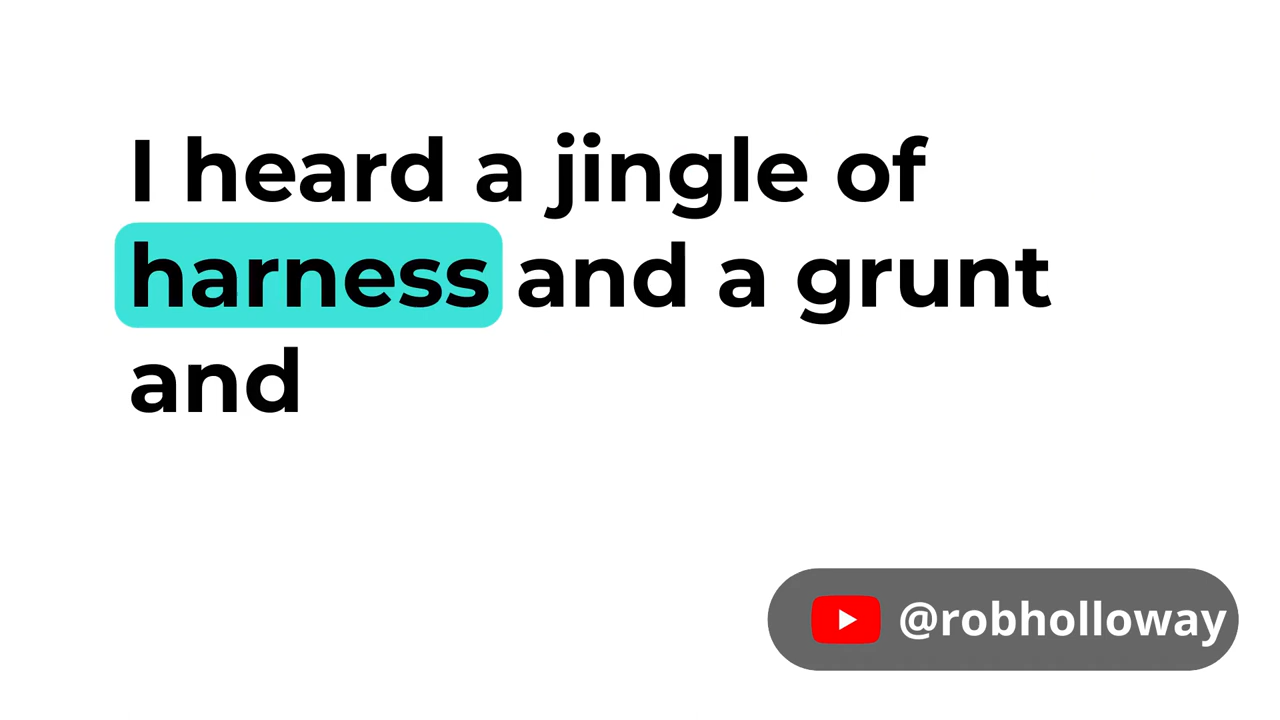 I heard a jingle of
harness and a grunt
and
@robholloway